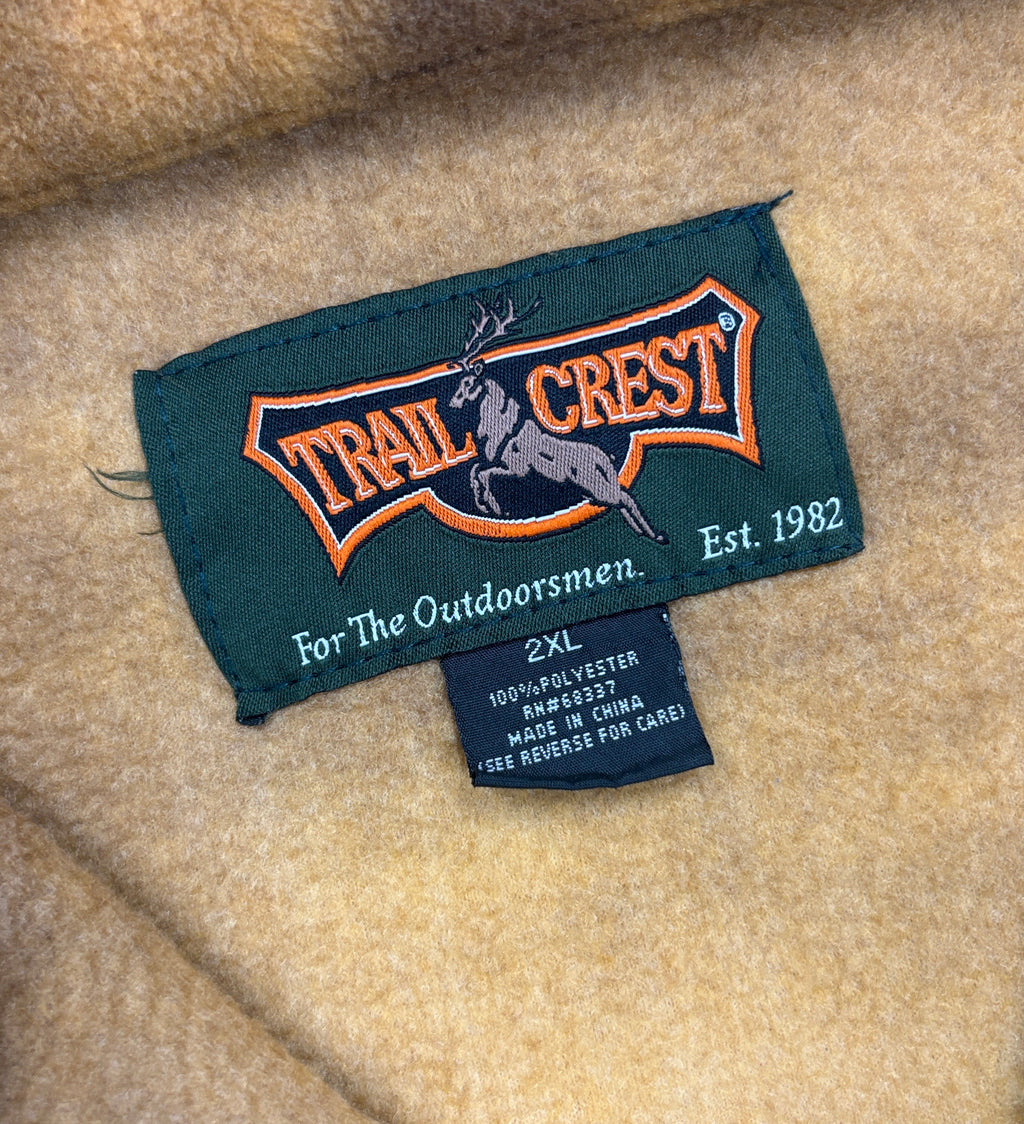 TRAIL CREST®
For The Outdoorsmen. Est. 1982
2XL
100%POLYESTER
RN#68337
MADE IN CHINA
(SEE REVERSE FOR CARE)